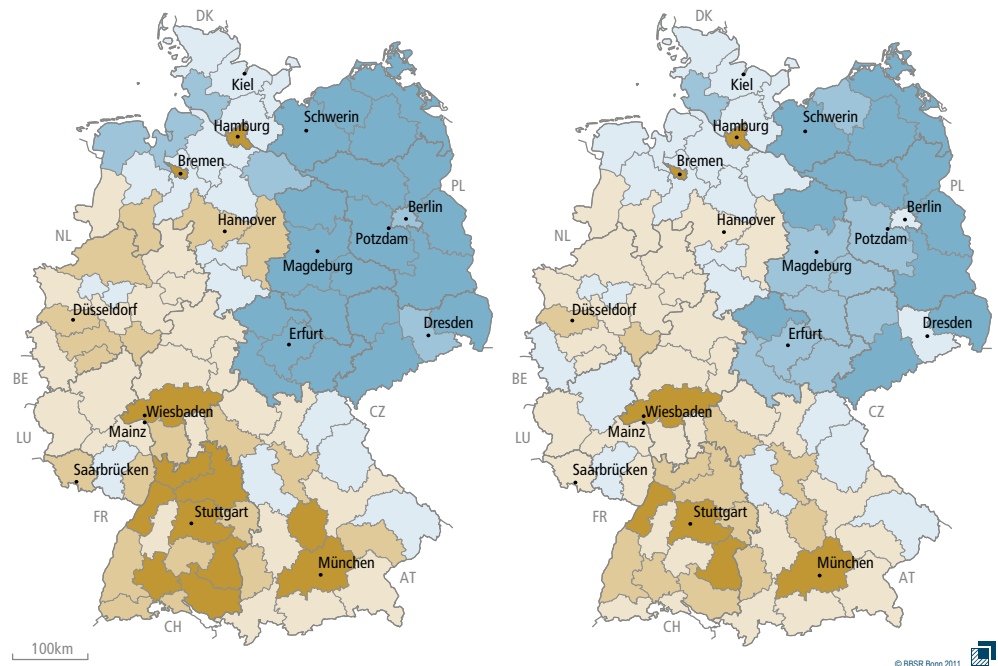 DK
Kiel
Hamburg
Schwerin
Bremen
PL
Berlin
Hannover
NL
Potzdam
Magdeburg
Düsseldorf
Dresden
Erfurt
BE
CZ
Wiesbaden
LU
Mainz
Saarbrücken
FR
Stuttgart
München
AT
CH
100km
DK
Kiel
Hamburg
Schwerin
Bremen
PL
Berlin
Hannover
NL
Potzdam
Magdeburg
Düsseldorf
Dresden
Erfurt
BE
CZ
Wiesbaden
LU
Mainz
Saarbrücken
FR
Stuttgart
München
AT
CH
© BBSR Bonn 2011